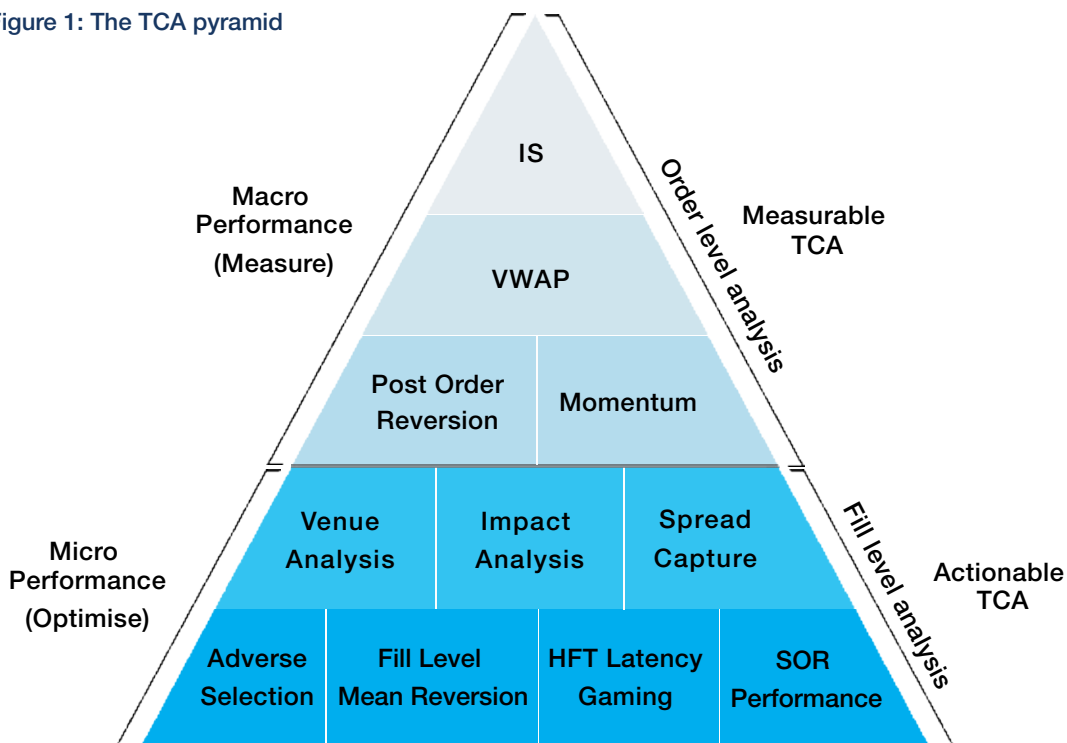 Figure 1: The TCA pyramid
IS
Macro
Performance
(Measure)
Order level analysis
Measurable
TCA
VWAP
Post Order
Reversion
Momentum
Micro
Performance
(Optimise)
Venue
Analysis
Impact
Analysis
Spread
Capture
Fill level analysis
Actionable
TCA
Adverse
Selection
Fill Level
Mean Reversion
HFT Latency
Gaming
SOR
Performance